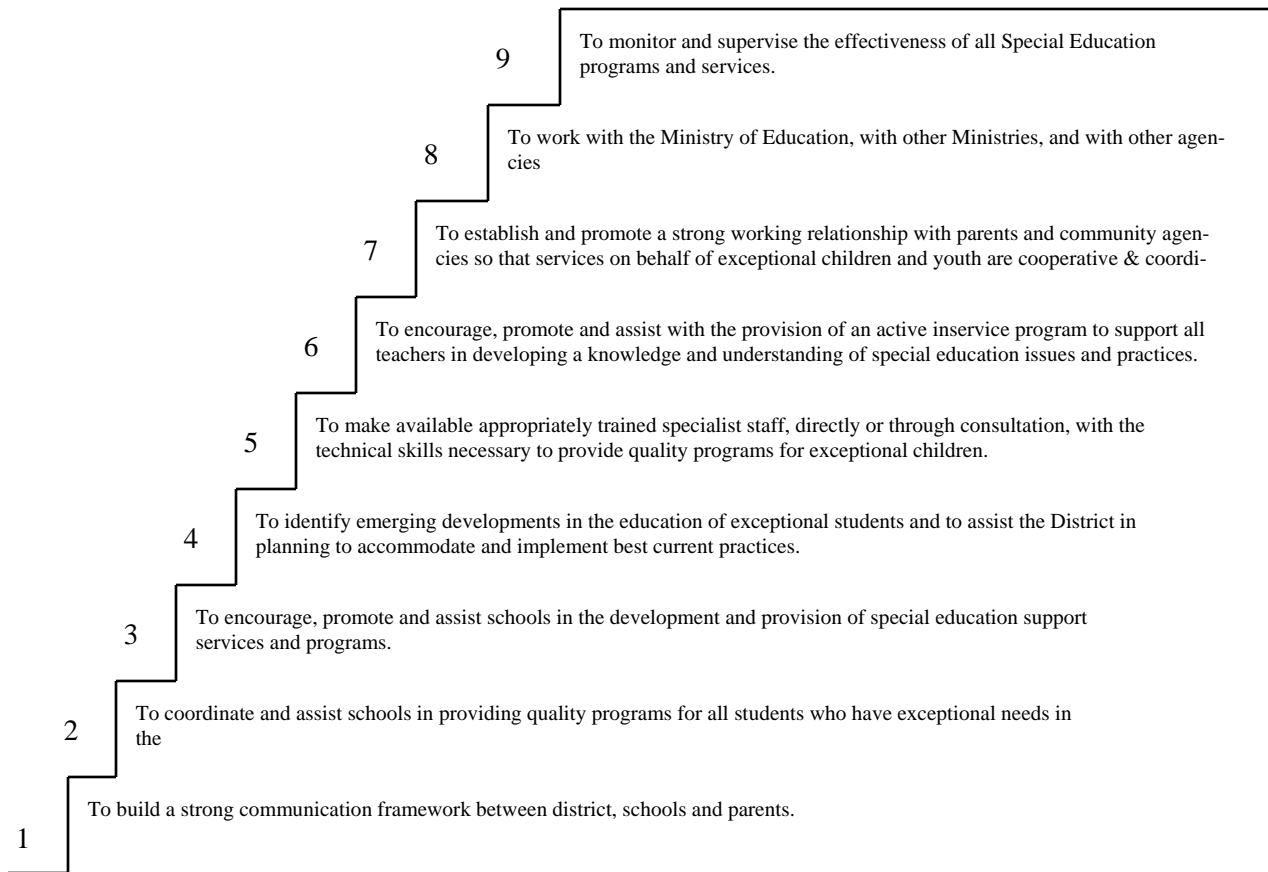 9
To monitor and supervise the effectiveness of all Special Education
programs and services.
8
To work with the Ministry of Education, with other Ministries, and with other agen-
cies
7
To establish and promote a strong working relationship with parents and community agen-
cies so that services on behalf of exceptional children and youth are cooperative & coordi-
6
To encourage, promote and assist with the provision of an active inservice program to support all
teachers in developing a knowledge and understanding of special education issues and practices.
5
To make available appropriately trained specialist staff, directly or through consultation, with the
technical skills necessary to provide quality programs for exceptional children.
4
To identify emerging developments in the education of exceptional students and to assist the District in
planning to accommodate and implement best current practices.
3
To encourage, promote and assist schools in the development and provision of special education support
services and programs.
2
To coordinate and assist schools in providing quality programs for all students who have exceptional needs in
the
1
To build a strong communication framework between district, schools and parents.